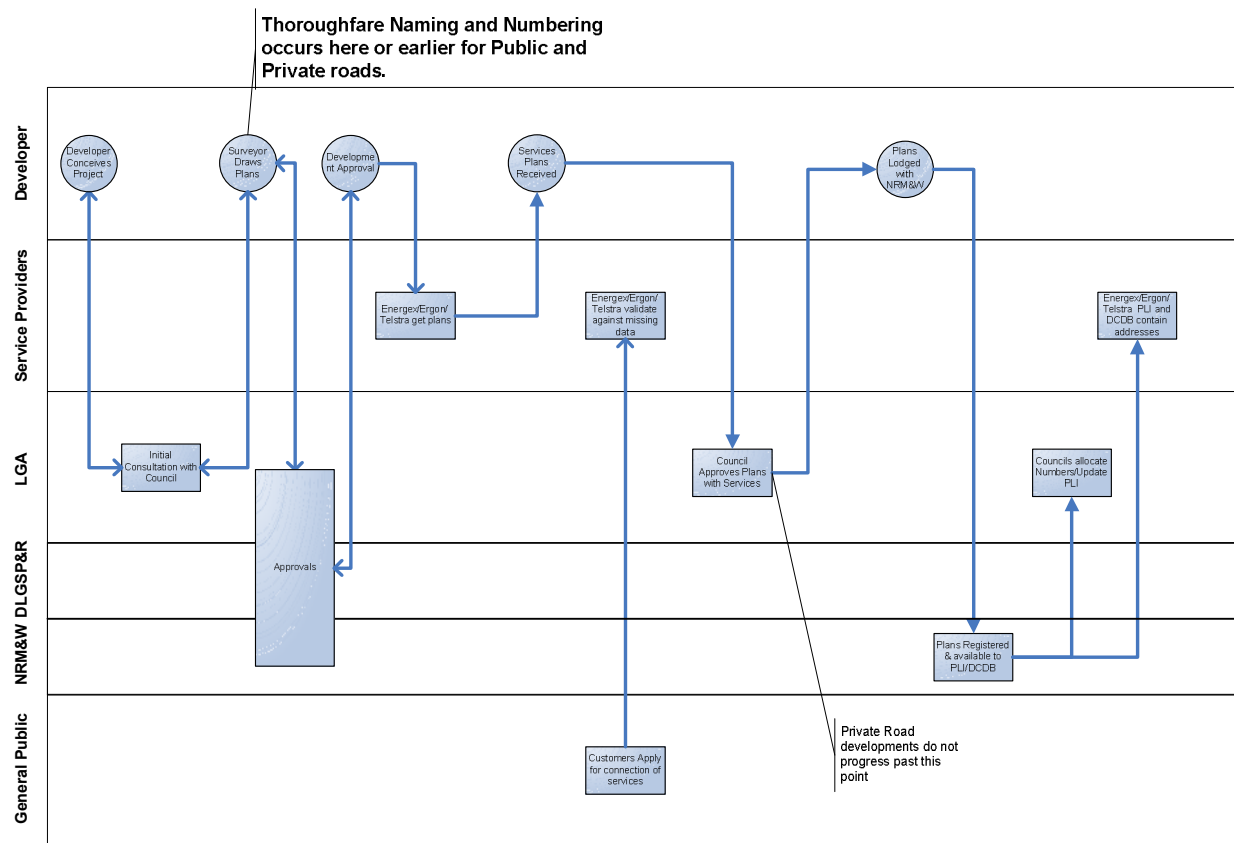 Thoroughfare Naming and Numbering
occurs here or earlier for Public and
Private roads.
Developer
Developer
Conceives
Project
Surveyor
Draws
Plans
Developme
nt Approval
Services
Plans
Received
Plans
Lodged
with
NRM&W
Service Providers
Energex/Ergon/
Telstra get plans
Energex/Ergon/
Telstra validate
against missing
data
Energex/Ergon/
Telstra PLI and
DCDB contain
addresses
LGA
Initial
Consultation with
Council
Council
Approves Plans
with Services
Councils allocate
Numbers/Update
PLI
NRM&W DLGSP&R
Approvals
Plans Registered
& available to
PLI/DCDB
General Public
Customers Apply
for connection of
services
Private Road
developments do not
progress past this
point